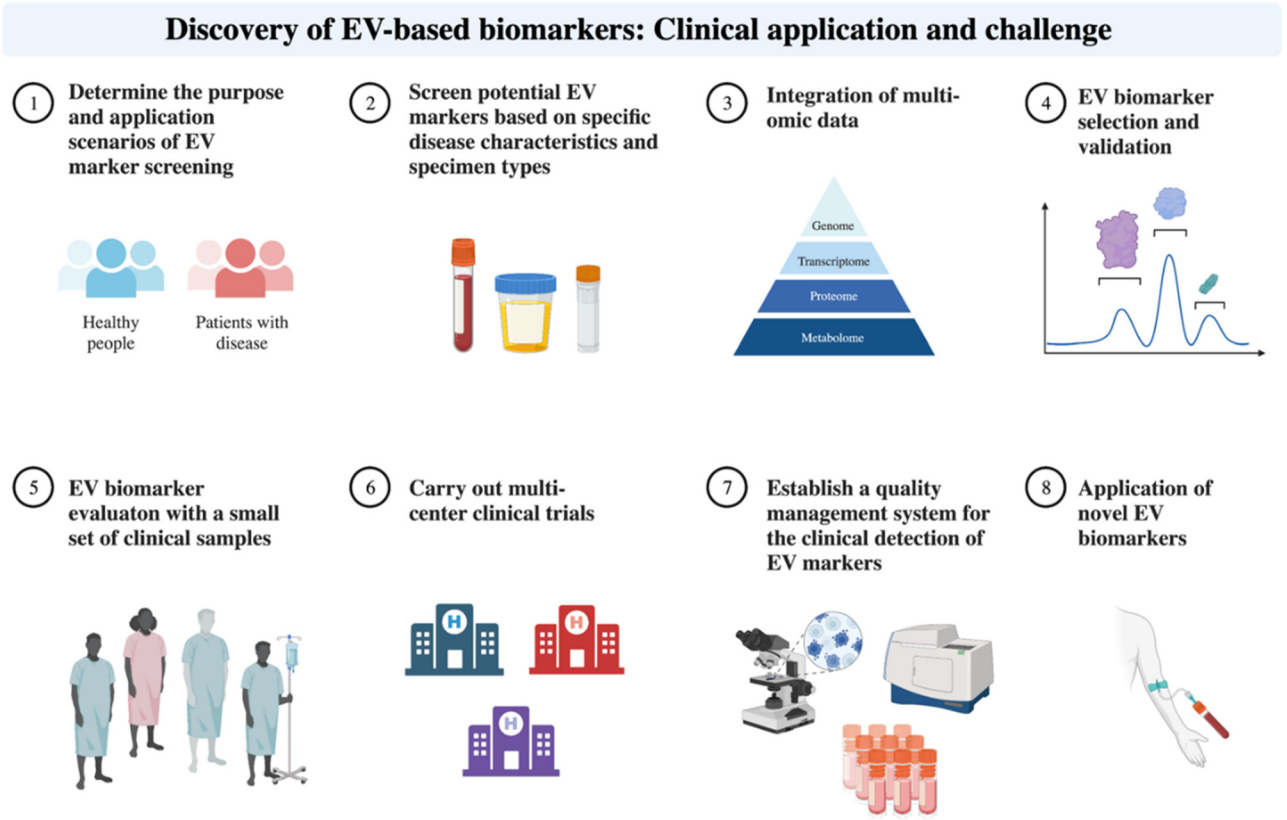 Discovery of EV-based biomarkers: Clinical application and challenge
1
Determine the purpose
and application
scenarios of EV
marker screening
Healthy
people
Patients with
disease
2
Screen potential EV
markers based on specific
disease characteristics and
specimen types
3
Integration of multi-
omic data
Genome
Transcriptome
Proteome
Metabolome
4
EV biomarker
selection and
validation
5
EV biomarker
evaluaton with a small
set of clinical samples
6
Carry out multi-
center clinical trials
H
H
H
7
Establish a quality
management system for
the clinical detection of
EV markers
8
Application of
novel EV
biomarkers